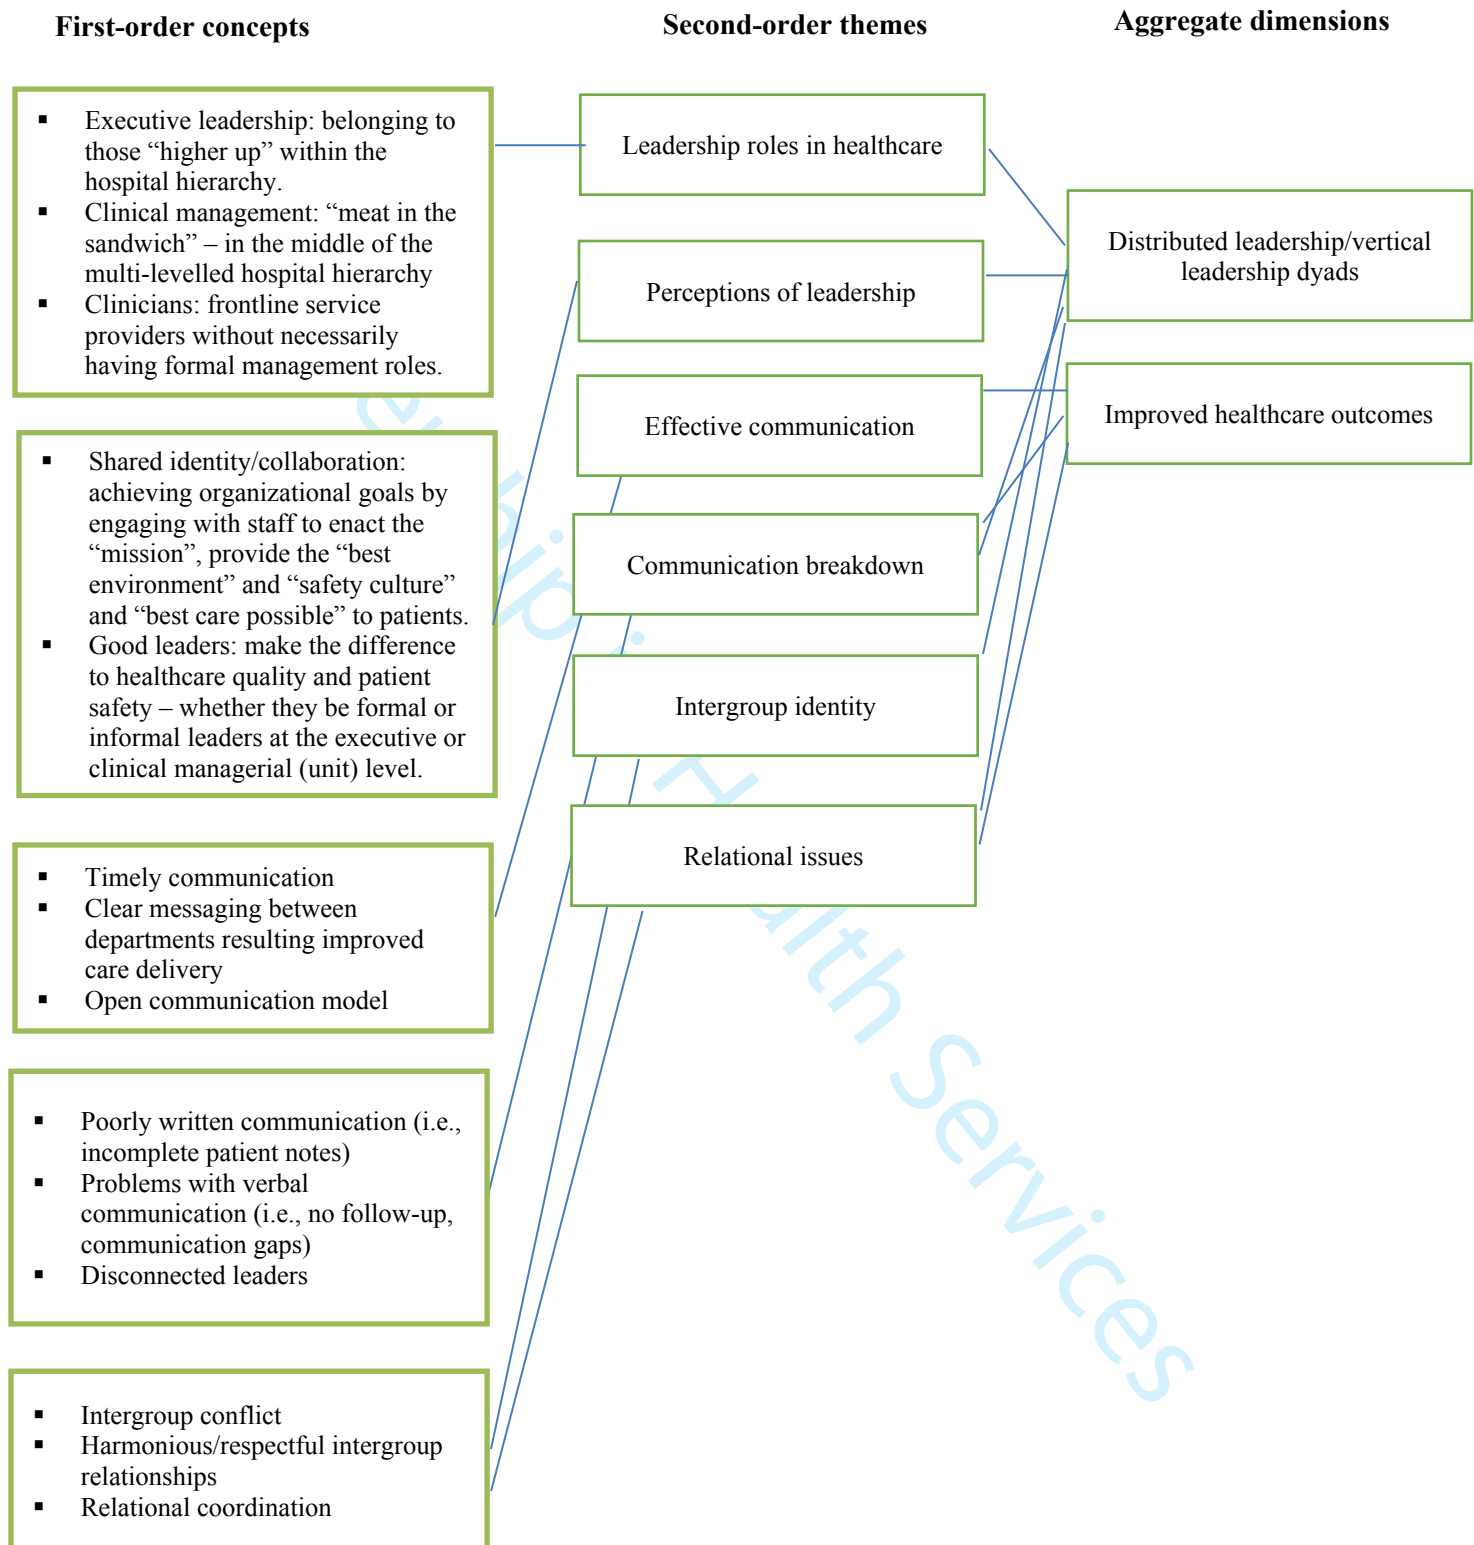 First-order concepts
Second-order themes
Aggregate dimensions
▪ Executive leadership: belonging to
those “higher up” within the
hospital hierarchy.
▪ Clinical management: “meat in the
sandwich” – in the middle of the
multi-levelled hospital hierarchy
▪ Clinicians: frontline service
providers without necessarily
having formal management roles.
▪ Shared identity/collaboration:
achieving organizational goals by
engaging with staff to enact the
“mission”, provide the “best
environment” and “safety culture”
and “best care possible” to patients.
▪ Good leaders: make the difference
to healthcare quality and patient
safety – whether they be formal or
informal leaders at the executive or
clinical managerial (unit) level.
▪ Timely communication
▪ Clear messaging between
departments resulting improved
care delivery
▪ Open communication model
▪ Poorly written communication (i.e.,
incomplete patient notes)
▪ Problems with verbal
communication (i.e., no follow-up,
communication gaps)
▪ Disconnected leaders
▪ Intergroup conflict
▪ Harmonious/respectful intergroup
relationships
▪ Relational coordination
Leadership roles in healthcare
Perceptions of leadership
Effective communication
Communication breakdown
Intergroup identity
Relational issues
Distributed leadership/vertical
leadership dyads
Improved healthcare outcomes
Health Services